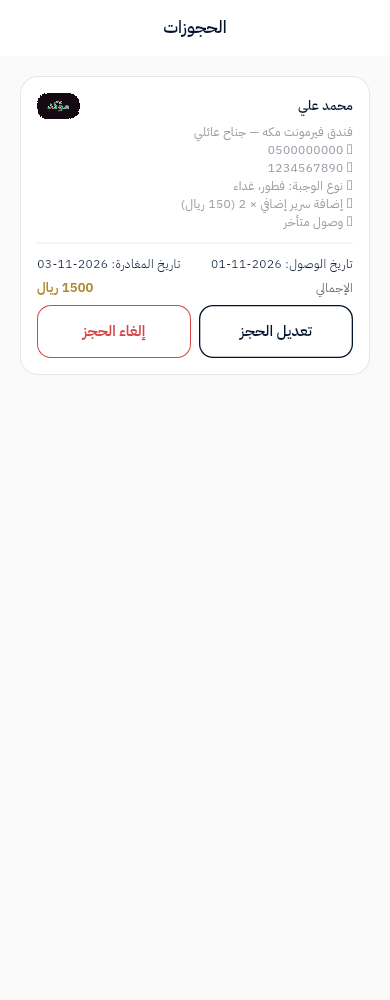 الحجوزات
محمد علي
مؤكد
فندق فيرمونت مكه — جناح عائلي
0500000000
1234567890
نوع الوجبة: فطور، غداء
إضافة سرير إضافي × 2 (150 ريال)
وصول متأخر
تاريخ الوصول: 2026-11-01
تاريخ المغادرة: 2026-11-03
الإجمالي
1500 ريال
تعديل الحجز
إلغاء الحجز